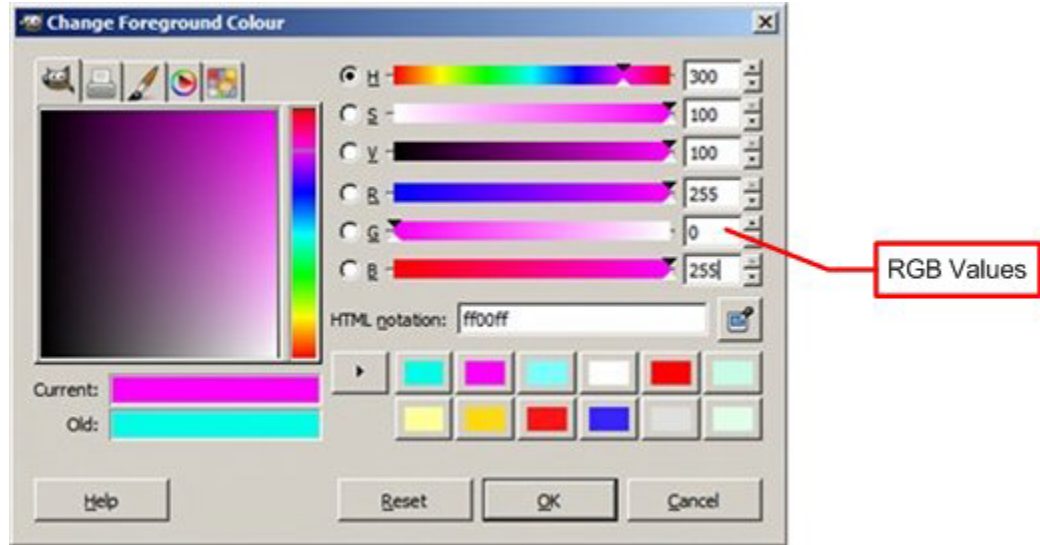 Change Foreground Colour
H 300
S 100
V 100
R 255
G 0
B 255
RGB Values
HTML notation: ff00ff
Current:
Old:
Help Reset OK Cancel